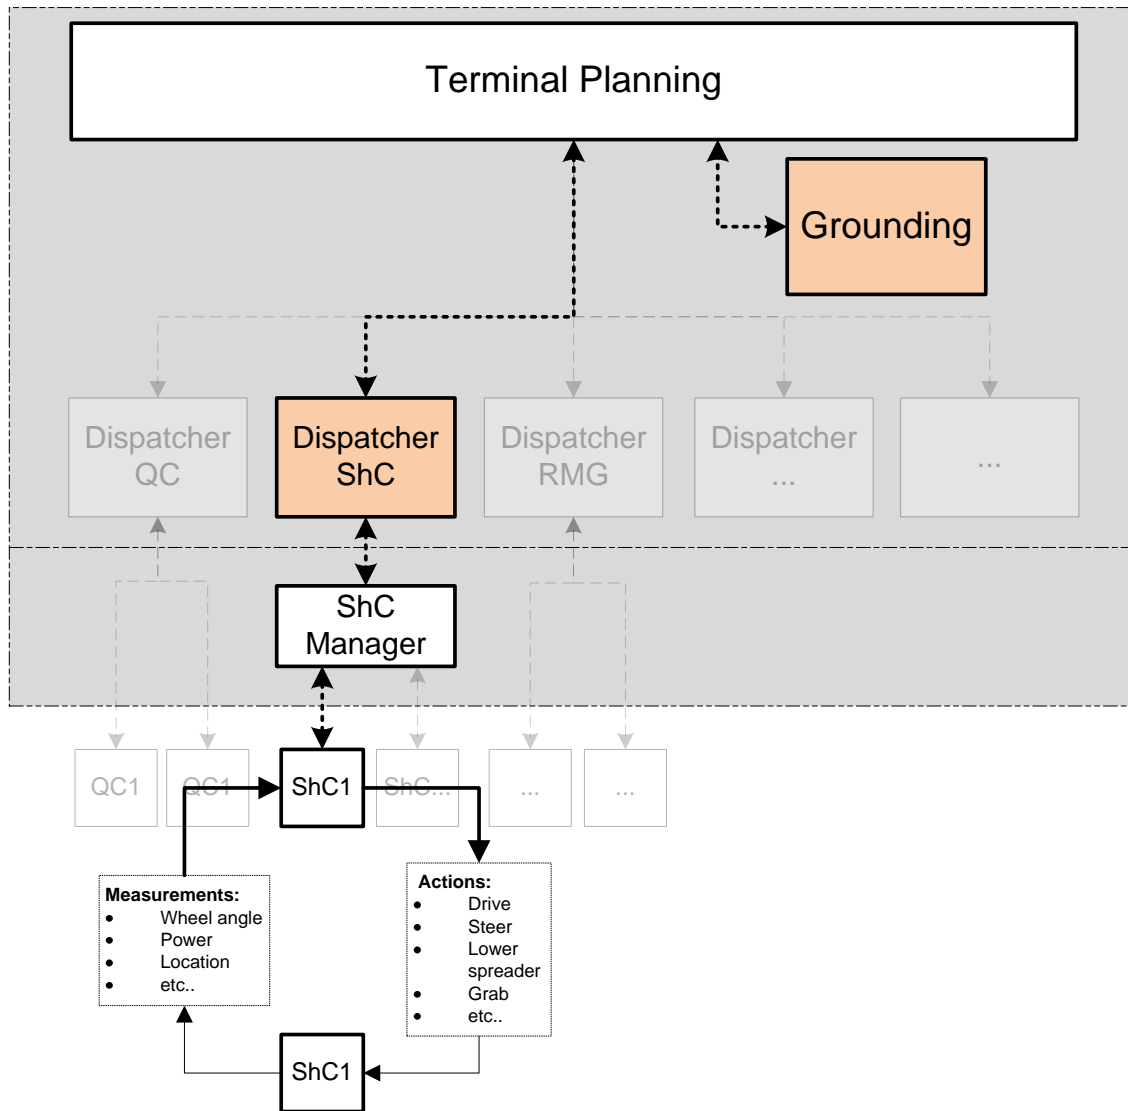 Terminal Planning
Grounding
Dispatcher
QC
Dispatcher
ShC
Dispatcher
RMG
Dispatcher
...
...
ShC
Manager
QC1
QC1
ShC1
ShC...
...
...
Measurements:
● Wheel angle
● Power
● Location
● etc..
Actions:
● Drive
● Steer
● Lower
spreader
● Grab
● etc..
ShC1